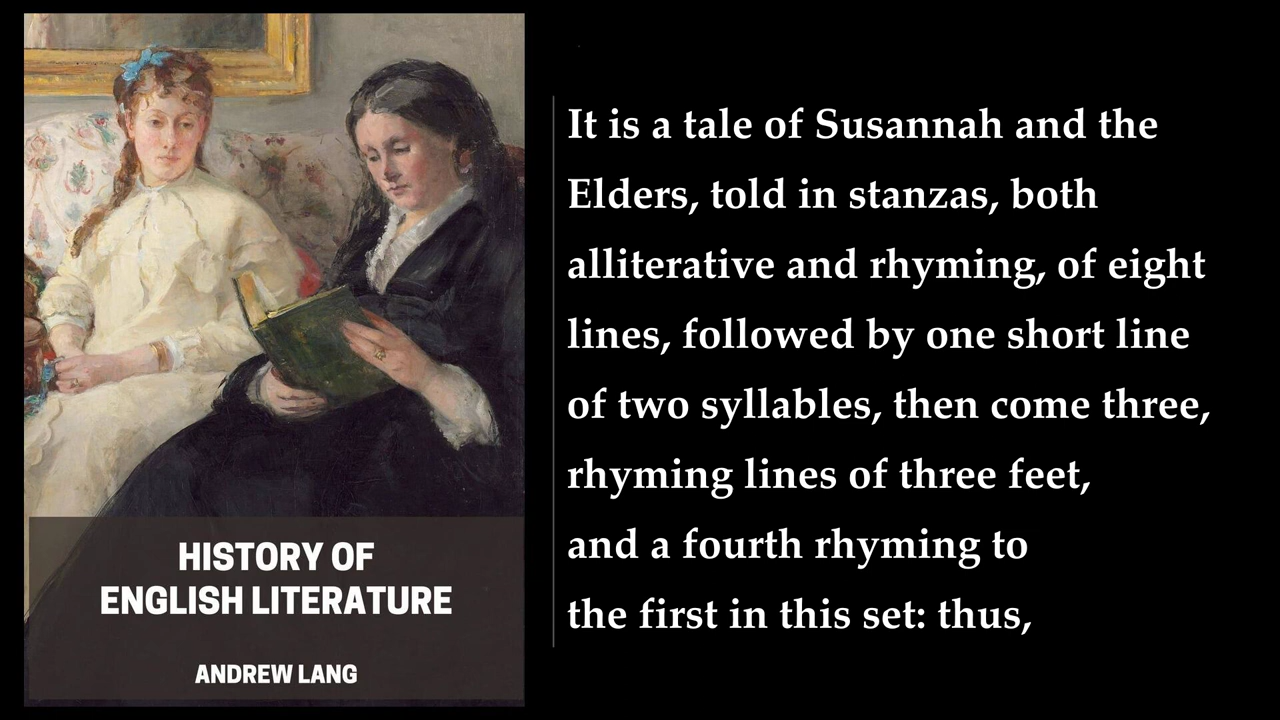 HISTORY OF
ENGLISH LITERATURE
ANDREW LANG
It is a tale of Susannah and the
Elders, told in stanzas, both
alliterative and rhyming, of eight
lines, followed by one short line
of two syllables, then come three,
rhyming lines of three feet,
and a fourth rhyming to
the first in this set: thus,